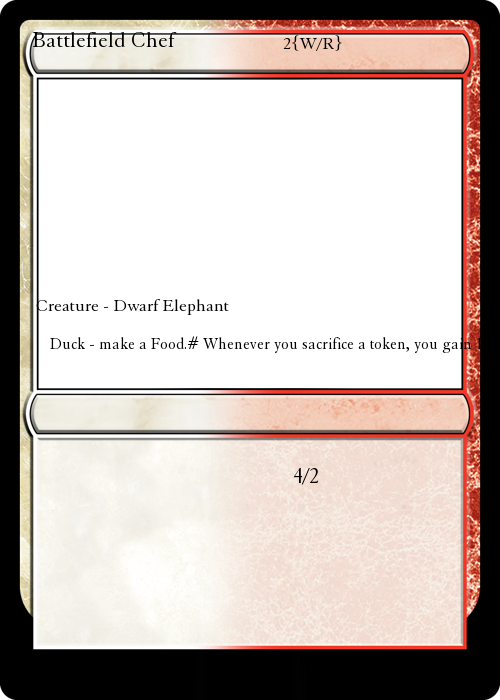 Battlefield Chef 2{W/R}
Creature - Dwarf Elephant
Duck - make a Food.# Whenever you sacrifice a token, you gain
4/2